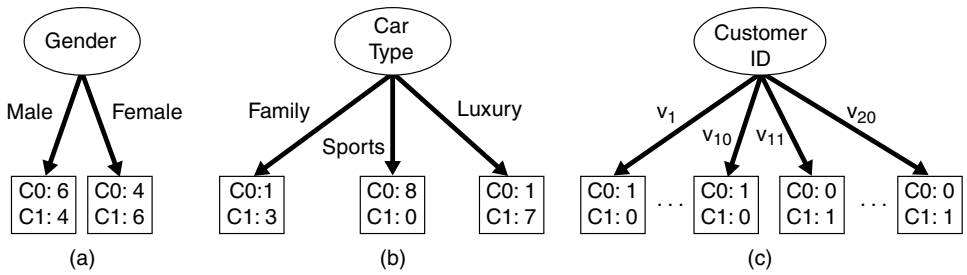 Gender
Male
Female
C0: 6
C1: 4
C0: 4
C1: 6
(a)
Car
Type
Family
Sports
Luxury
C0:1
C1: 3
C0: 8
C1: 0
C0: 1
C1: 7
(b)
Customer
ID
v1
v10
v11
v20
C0: 1
C1: 0
. . .
C0: 1
C1: 0
C0: 0
C1: 1
. . .
C0: 0
C1: 1
(c)